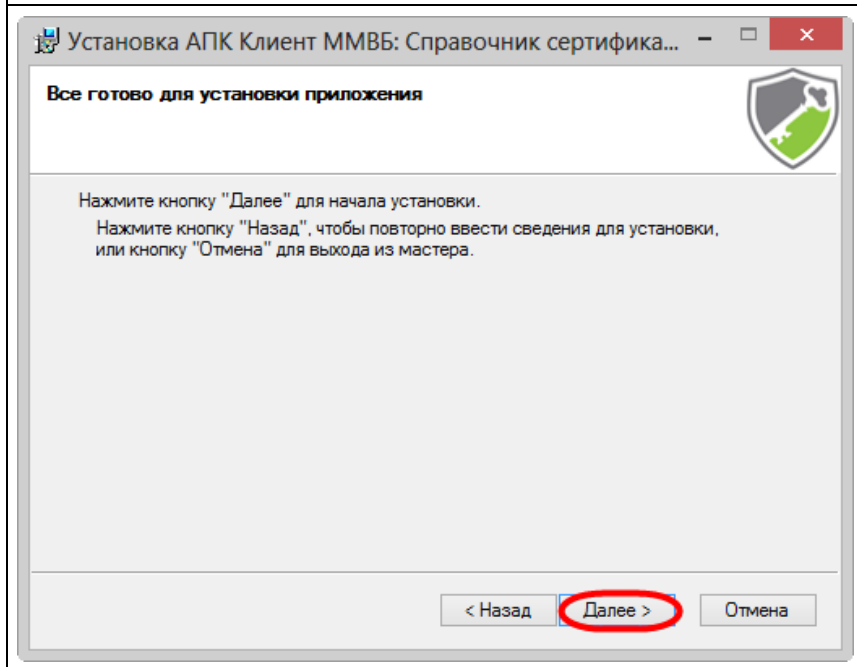 Установка АПК Клиент ММВБ: Справочник сертифика...
Все готово для установки приложения
Нажмите кнопку "Далее" для начала установки.
Нажмите кнопку "Назад", чтобы повторно ввести сведения для установки,
или кнопку "Отмена" для выхода из мастера.
< Назад Далее > Отмена